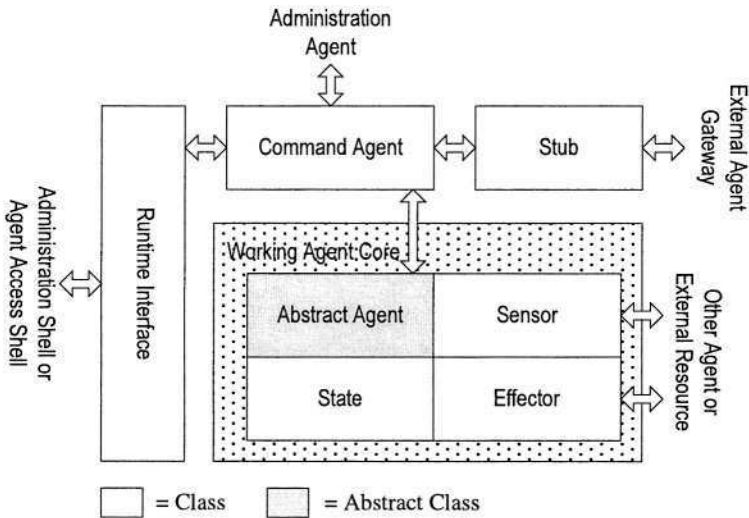 Administration
Agent
Command Agent
Stub
External Agent
Gateway
Runtime Interface
Administration Shell or
Agent Access Shell
Working Agent Core
Abstract Agent
Sensor
State
Effector
Other Agent or
External Resource
= Class
= Abstract Class